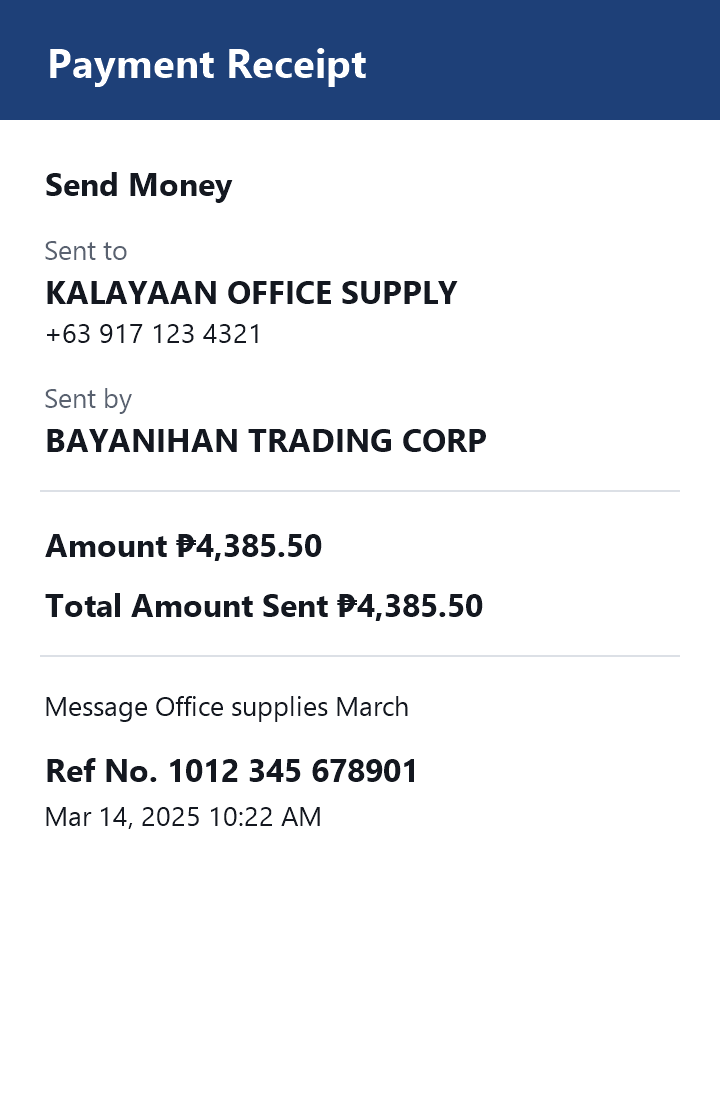 Payment Receipt
Send Money
Sent to
KALAYAAN OFFICE SUPPLY
+63 917 123 4321
Sent by
BAYANIHAN TRADING CORP
Amount ₱4,385.50
Total Amount Sent ₱4,385.50
Message Office supplies March
Ref No. 1012 345 678901
Mar 14, 2025 10:22 AM